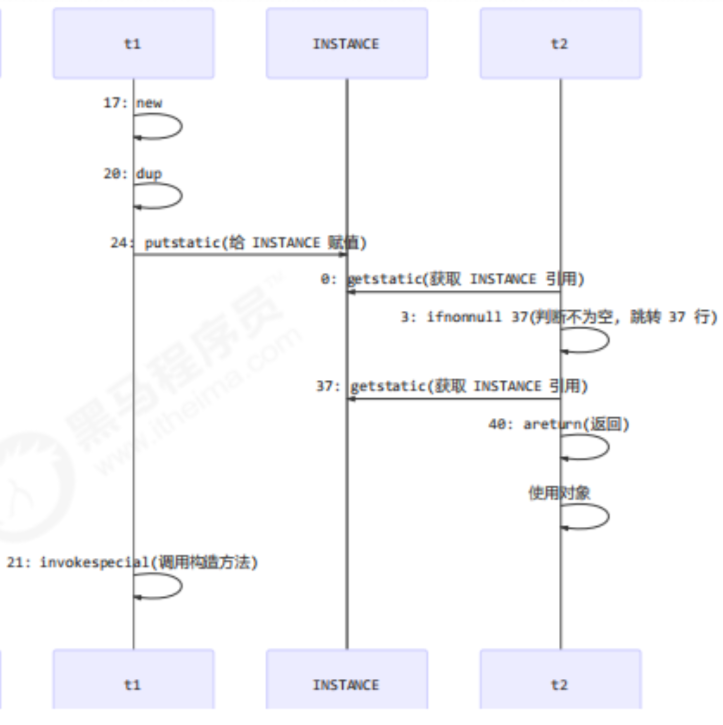 t1 INSTANCE t2
17: new
20: dup
24: putstatic(给 INSTANCE 赋值)
0: getstatic(获取 INSTANCE 引用)
3: ifnonnull 37(判断不为空, 跳转 37 行)
37: getstatic(获取 INSTANCE 引用)
40: areturn(返回)
使用对象
21: invokespecial(调用构造方法)
t1 INSTANCE t2
黑马程序员™
www.itheima.com